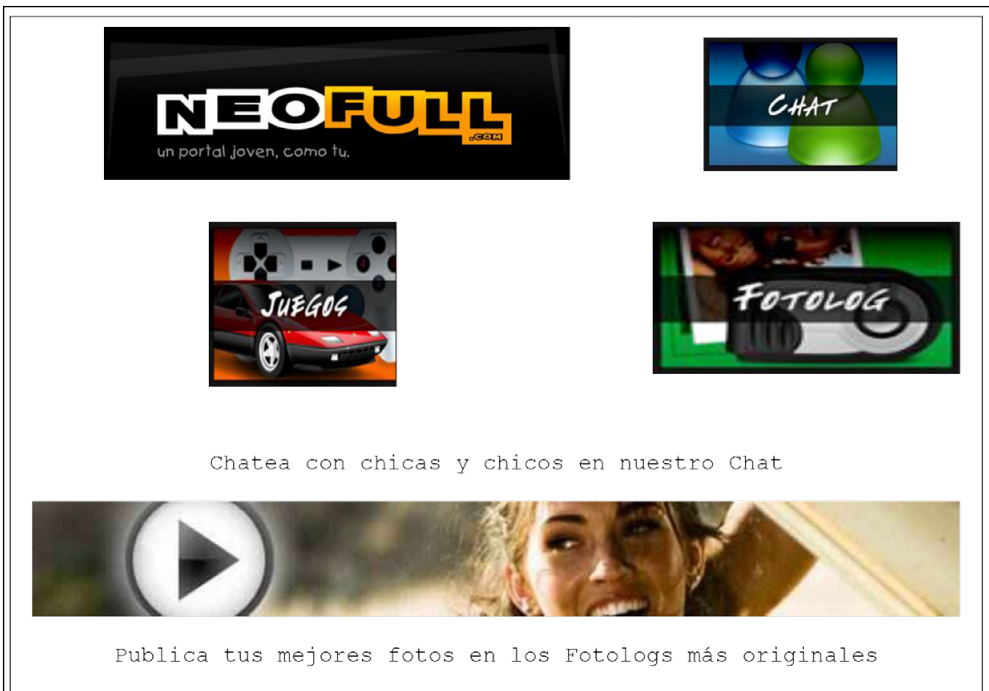 NEOFULL
.COM
un portal joven, como tu.
CHAT
JUEGOS
FOTOLOG
Chatea con chicas y chicos en nuestro Chat
Publica tus mejores fotos en los Fotologs más originales